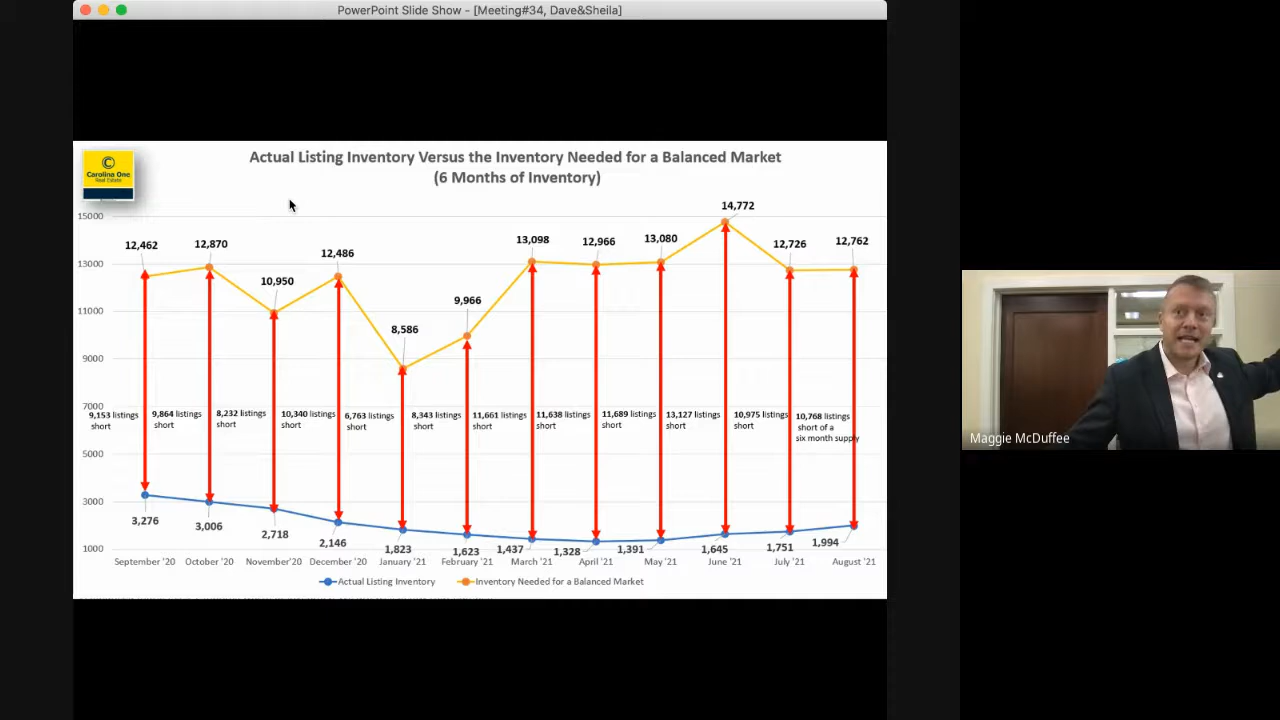 PowerPoint Slide Show - [Meeting#34, Dave&Sheila]
Carolina One
Real Estate
Actual Listing Inventory Versus the Inventory Needed for a Balanced Market
(6 Months of Inventory)
15000
13000
11000
9000
7000
5000
3000
1000
12,462
12,870
10,950
12,486
8,586
9,966
13,098
12,966
13,080
14,772
12,726
12,762
9,153 listings
short
9,864 listings
short
8,232 listings
short
10,340 listings
short
6,763 listings
short
8,343 listings
short
11,661 listings
short
11,638 listings
short
11,689 listings
short
13,127 listings
short
10,975 listings
short
10,768 listings
short of a
six month supply
3,276
3,006
2,718
2,146
1,823
1,623
1,437
1,328
1,391
1,645
1,751
1,994
September '20
October '20
November'20
December '20
January '21
February '21
March '21
April '21
May '21
June '21
July '21
August '21
Actual Listing Inventory
Inventory Needed for a Balanced Market
Maggie McDuffee